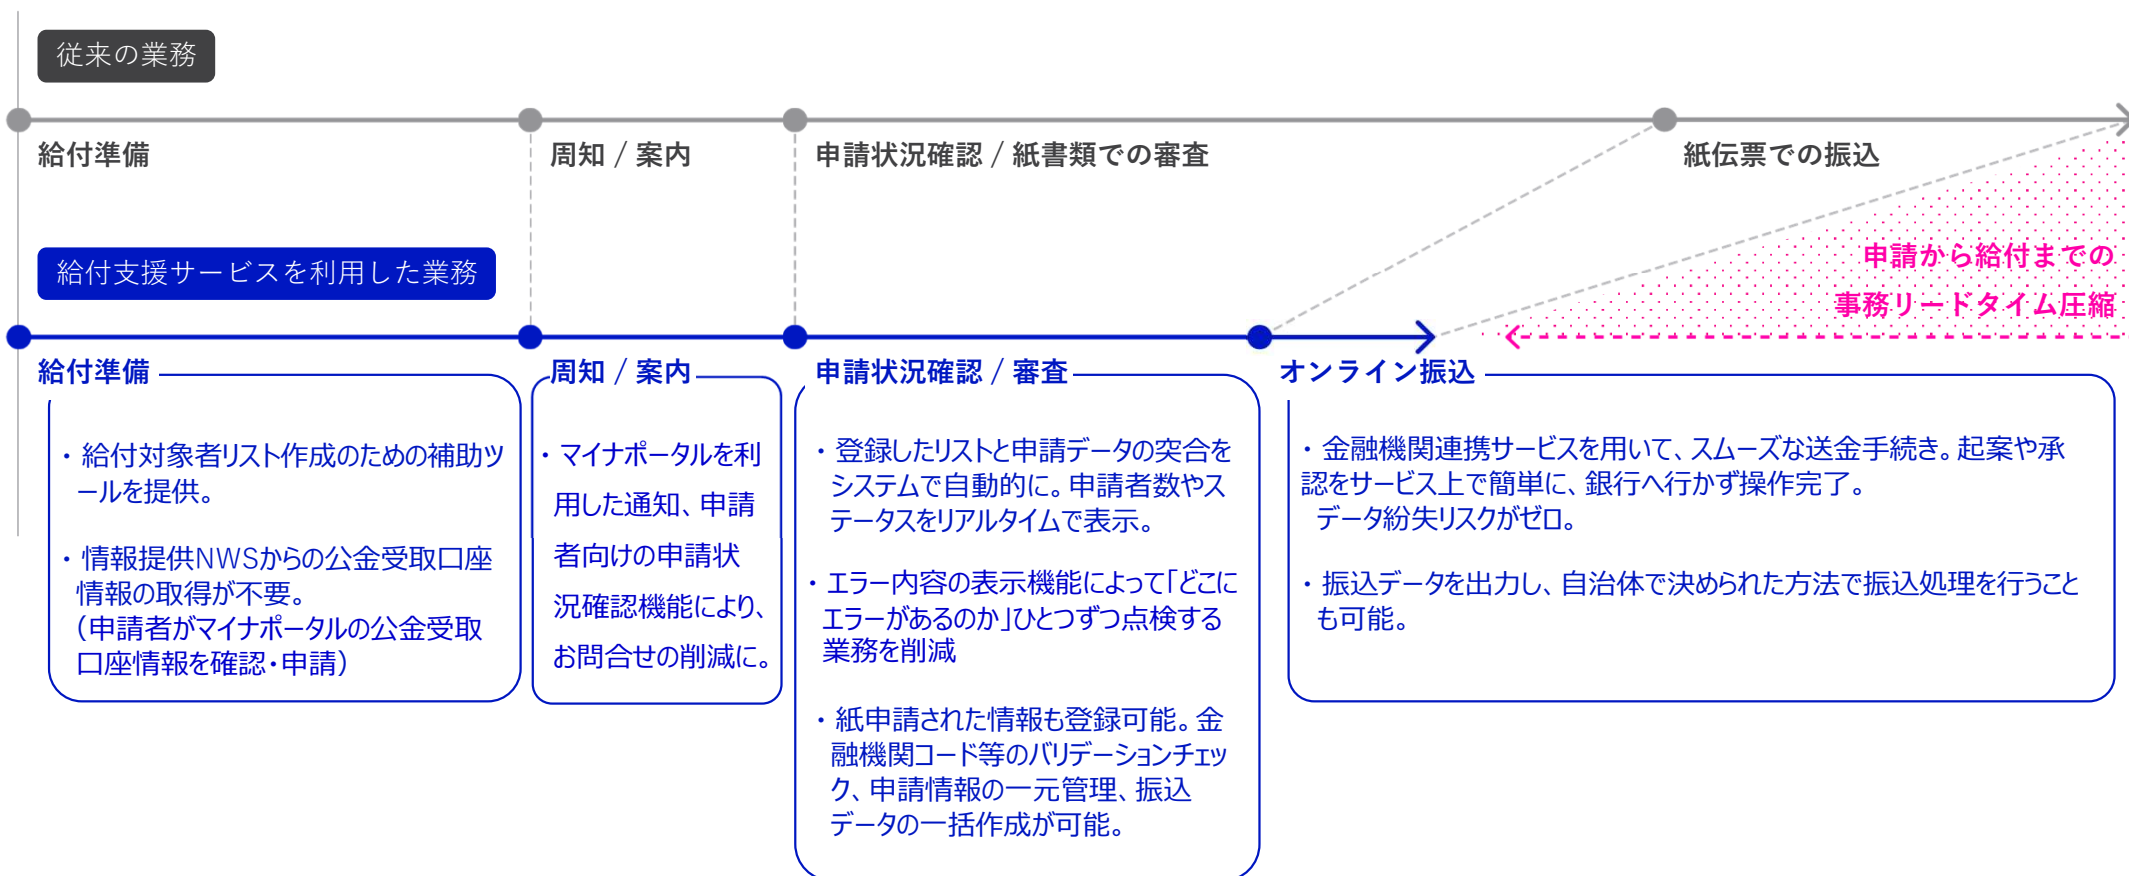 従来の業務
給付準備
周知 / 案内
申請状況確認 / 紙書類での審査
紙伝票での振込
給付支援サービスを利用した業務
申請から給付までの
事務リードタイム圧縮
給付準備
・給付対象者リスト作成のための補助ツ
ールを提供。
・情報提供NWSからの公金受取口座
情報の取得が不要。
(申請者がマイナポータルの公金受取
口座情報を確認・申請)
周知 / 案内
・マイナポータルを利
用した通知、申請
者向けの申請状
況確認機能により、
お問合せの削減に。
申請状況確認 / 審査
・登録したリストと申請データの突合を
システムで自動的に。申請者数やス
テータスをリアルタイムで表示。
・エラー内容の表示機能によって「どこに
エラーがあるのか」ひとつずつ点検する
業務を削減
・紙申請された情報も登録可能。金
融機関コード等のバリデーションチェッ
ク、申請情報の一元管理、振込
データの一括作成が可能。
オンライン振込
・金融機関連携サービスを用いて、スムーズな送金手続き。起案や承
認をサービス上で簡単に、銀行へ行かず操作完了。
データ紛失リスクがゼロ。
・振込データを出力し、自治体で決められた方法で振込処理を行うこと
も可能。